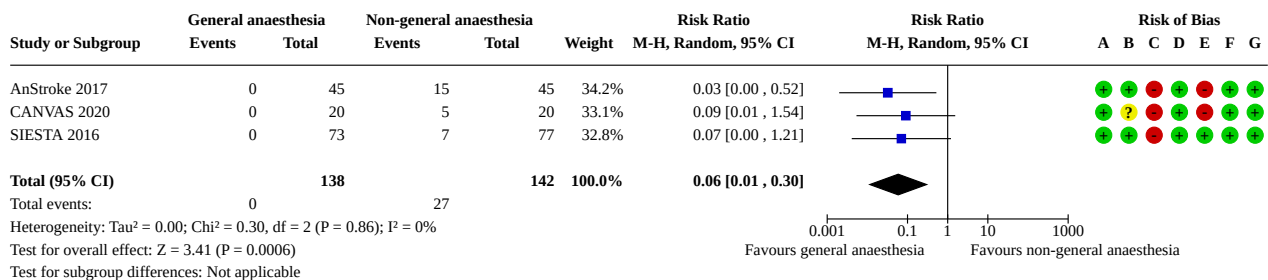 General anaesthesia Non-general anaesthesia Risk Ratio Risk Ratio Risk of Bias
Study or Subgroup Events Total Events Total Weight M-H, Random, 95% CI M-H, Random, 95% CI A B C D E F G
AnStroke 2017 0 45 15 45 34.2% 0.03 [0.00 , 0.52] + + - + - + +
CANVAS 2020 0 20 5 20 33.1% 0.09 [0.01 , 1.54] + ? - + - + +
SIESTA 2016 0 73 7 77 32.8% 0.07 [0.00 , 1.21] + + - + + + +
Total (95% CI) 138 142 100.0% 0.06 [0.01 , 0.30]
Total events: 0 27
Heterogeneity: Tau² = 0.00; Chi² = 0.30, df = 2 (P = 0.86); I² = 0%
0.001 0.1 1 10 1000
Test for overall effect: Z = 3.41 (P = 0.0006) Favours general anaesthesia Favours non-general anaesthesia
Test for subgroup differences: Not applicable